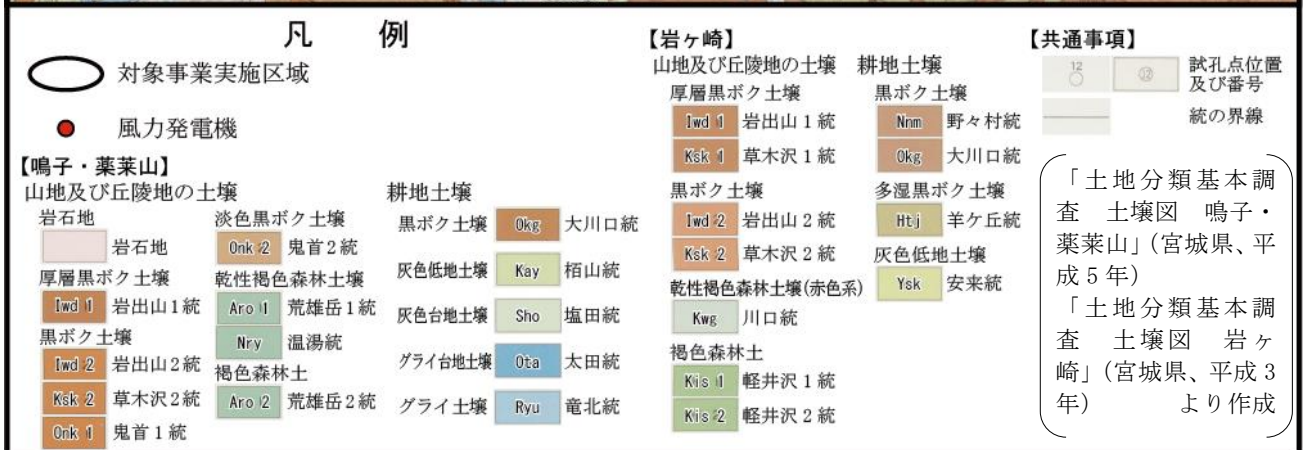 凡 例
対象事業実施区域
風力発電機
【鳴子・薬莱山】
山地及び丘陵地の土壌
岩石地
岩石地
厚層黒ボク土壌
Iwd 1 岩出山1統
黒ボク土壌
Iwd 2 岩出山2統
Ksk 2 草木沢2統
Onk 1 鬼首1統
淡色黒ボク土壌
Onk 2 鬼首2統
乾性褐色森林土壌
Aro 1 荒雄岳1統
Nry 温湯統
褐色森林土
Aro 2 荒雄岳2統
耕地土壌
黒ボク土壌 Okg 大川口統
灰色低地土壌 Kay 栢山統
灰色台地土壌 Sho 塩田統
グライ台地土壌 Ota 太田統
グライ土壌 Ryu 竜北統
【岩ヶ崎】
山地及び丘陵地の土壌
厚層黒ボク土壌
Iwd 1 岩出山1統
Ksk 1 草木沢1統
黒ボク土壌
Iwd 2 岩出山2統
Ksk 2 草木沢2統
乾性褐色森林土壌(赤色系)
Kwg 川口統
褐色森林土
Kis 1 軽井沢1統
Kis 2 軽井沢2統
耕地土壌
黒ボク土壌
Nnm 野々村統
Okg 大川口統
多湿黒ボク土壌
Htj 羊ケ丘統
灰色低地土壌
Ysk 安来統
【共通事項】
12 ⑫ 試孔点位置
及び番号
統の界線
「土地分類基本調
査 土壌図 鳴子・
薬莱山」(宮城県、平
成5年)
「土地分類基本調
査 土壌図 岩ヶ
崎」(宮城県、平成3
年) より作成